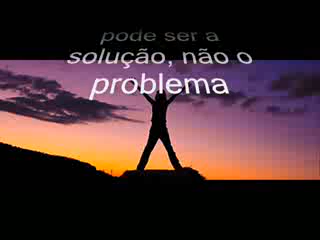 pode ser a
solução, não o
problema